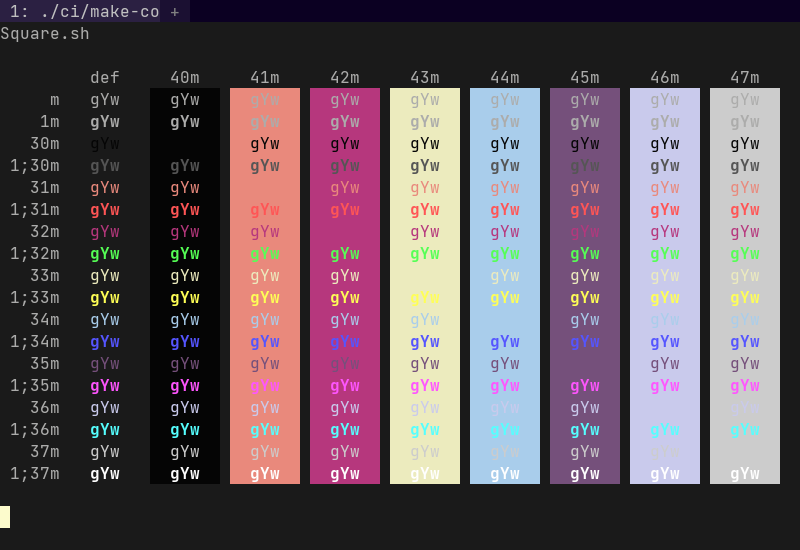 1: ./ci/make-co +
Square.sh
def 40m 41m 42m 43m 44m 45m 46m 47m
m gYw gYw gYw gYw gYw gYw gYw gYw gYw
1m gYw gYw gYw gYw gYw gYw gYw gYw gYw
30m gYw gYw gYw gYw gYw gYw gYw gYw
1;30m gYw gYw gYw gYw gYw gYw gYw gYw gYw
31m gYw gYw gYw gYw gYw gYw gYw gYw
1;31m gYw gYw gYw gYw gYw gYw gYw gYw gYw
32m gYw gYw gYw gYw gYw gYw gYw gYw
1;32m gYw gYw gYw gYw gYw gYw gYw gYw gYw
33m gYw gYw gYw gYw gYw gYw gYw gYw
1;33m gYw gYw gYw gYw gYw gYw gYw gYw gYw
34m gYw gYw gYw gYw gYw gYw gYw gYw
1;34m gYw gYw gYw gYw gYw gYw gYw gYw gYw
35m gYw gYw gYw gYw gYw gYw gYw gYw
1;35m gYw gYw gYw gYw gYw gYw gYw gYw gYw
36m gYw gYw gYw gYw gYw gYw gYw gYw
1;36m gYw gYw gYw gYw gYw gYw gYw gYw gYw
37m gYw gYw gYw gYw gYw gYw gYw gYw
1;37m gYw gYw gYw gYw gYw gYw gYw gYw gYw